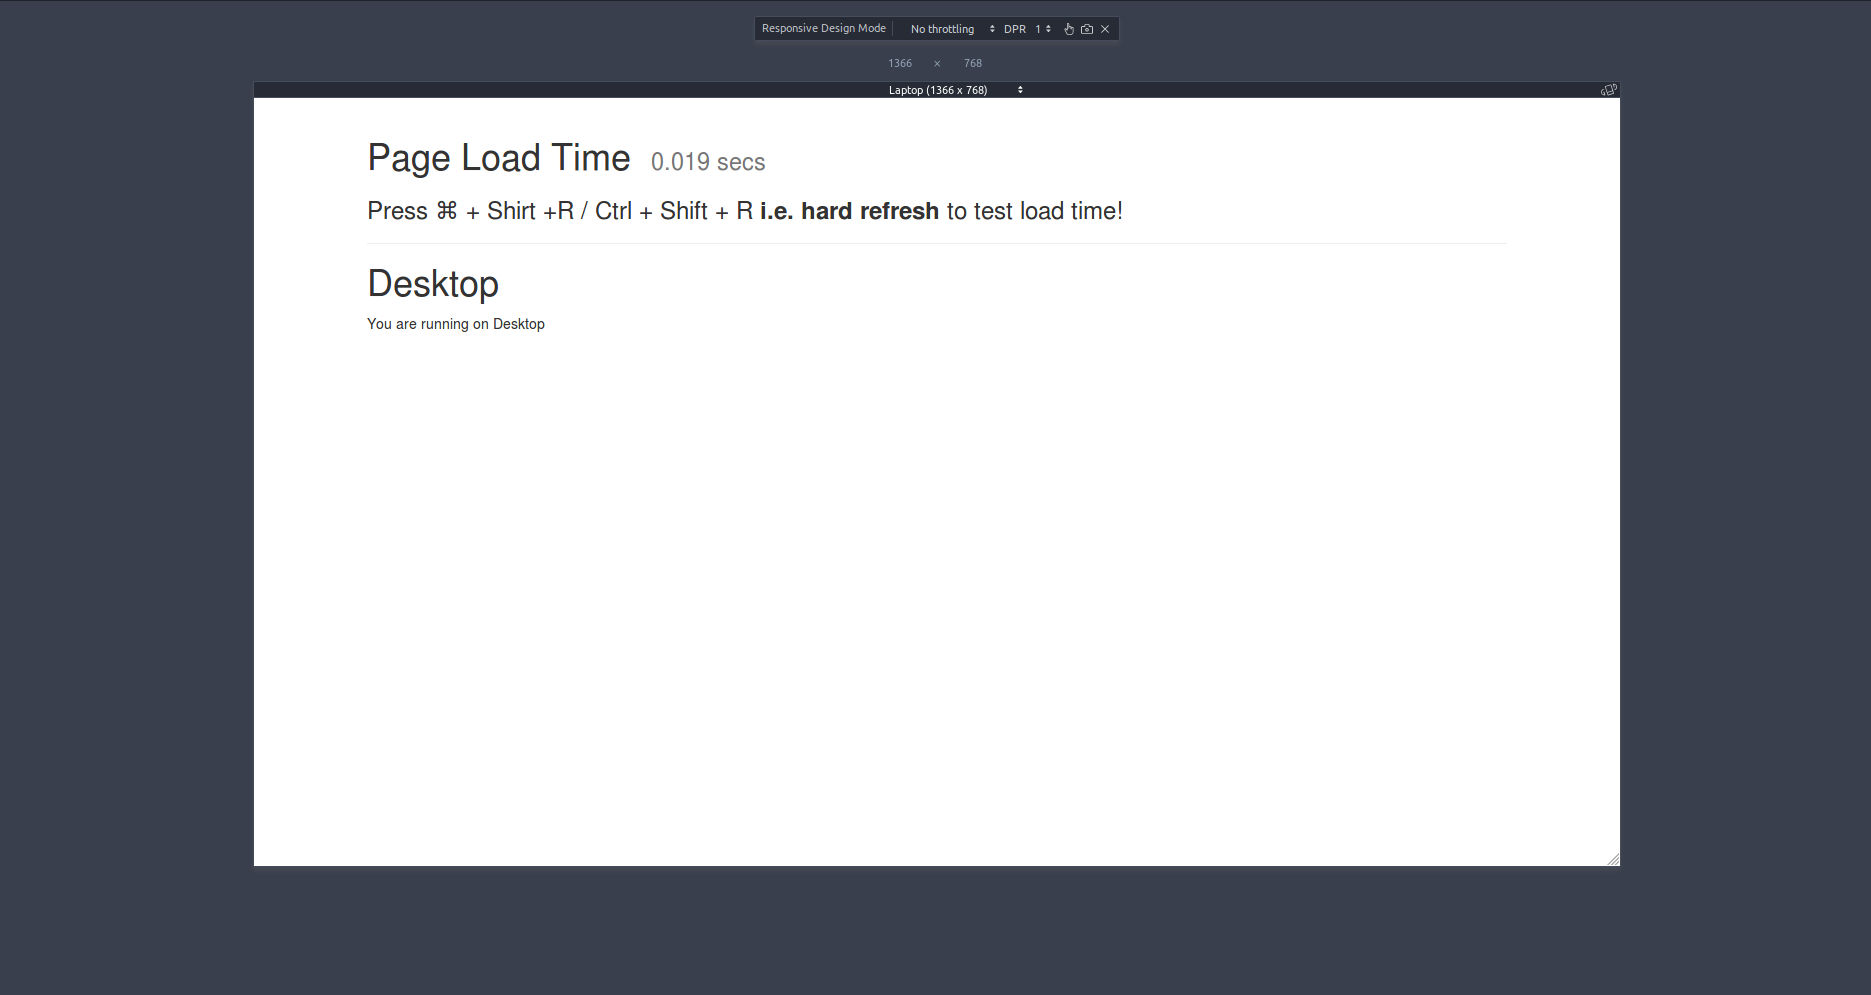 Responsive Design Mode No throttling DPR 1
1366 × 768
Laptop (1366 x 768)
Page Load Time 0.019 secs
Press ⌘ + Shirt +R / Ctrl + Shift + R i.e. hard refresh to test load time!
Desktop
You are running on Desktop